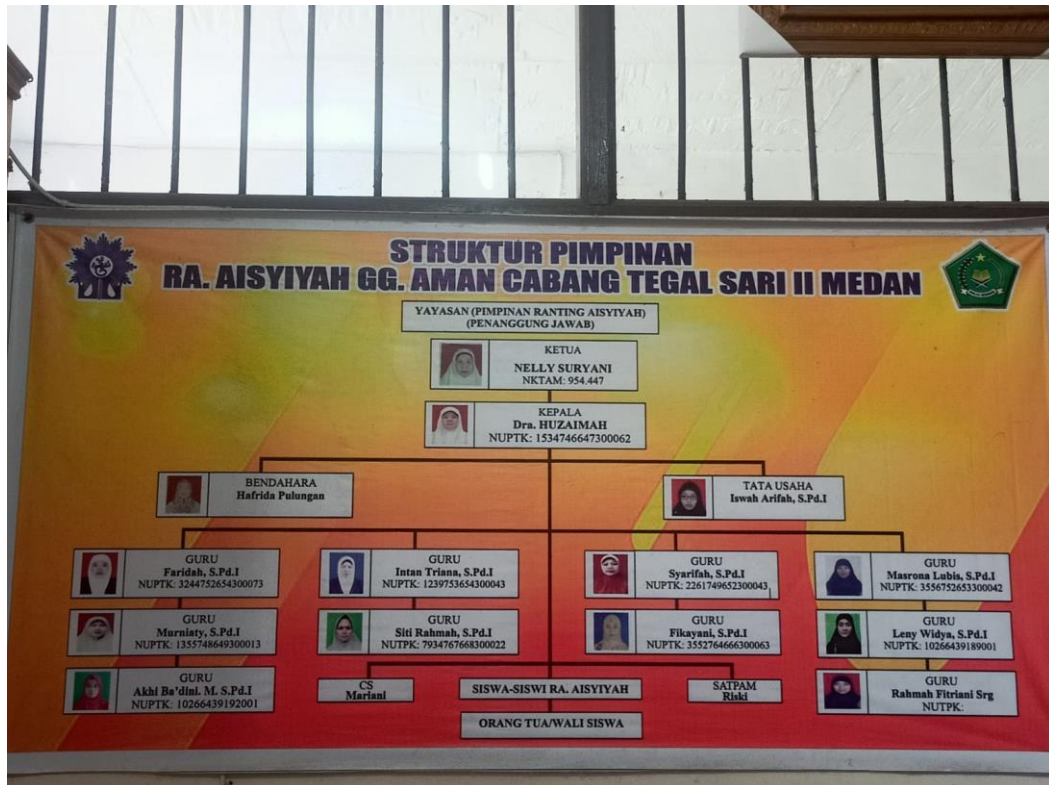 STRUKTUR PIMPINAN
RA. AISYIYAH GG. AMAN CABANG TEGAL SARI II MEDAN
YAYASAN (PIMPINAN RANTING AISYIYAH)
(PENANGGUNG JAWAB)
KETUA
NELLY SURYANI
NKTAM: 954.447
KEPALA
Dra. HUZAIMAH
NUPTK: 1534746647300062
BENDAHARA
Hafrida Pulungan
TATA USAHA
Iswah Arifah, S.Pd.I
GURU
Faridah, S.Pd.I
NUPTK: 3244752654300073
GURU
Intan Triana, S.Pd.I
NUPTK: 1239753654300043
GURU
Syarifah, S.Pd.I
NUPTK: 2261749652300043
GURU
Masrona Lubis, S.Pd.I
NUPTK: 3556752653300042
GURU
Murniaty, S.Pd.I
NUPTK: 1355748649300013
GURU
Siti Rahmah, S.Pd.I
NUTPK: 7934767668300022
GURU
Fikayani, S.Pd.I
NUPTK: 3552764666300063
GURU
Leny Widya, S.Pd.I
NUPTK: 10266439189001
GURU
Akhi Ba'dini. M. S.Pd.I
NUPTK: 10266439192001
CS
Mariani
SISWA-SISWI RA. AISYIYAH
SATPAM
Riski
GURU
Rahmah Fitriani Srg
NUTPK:
ORANG TUA/WALI SISWA